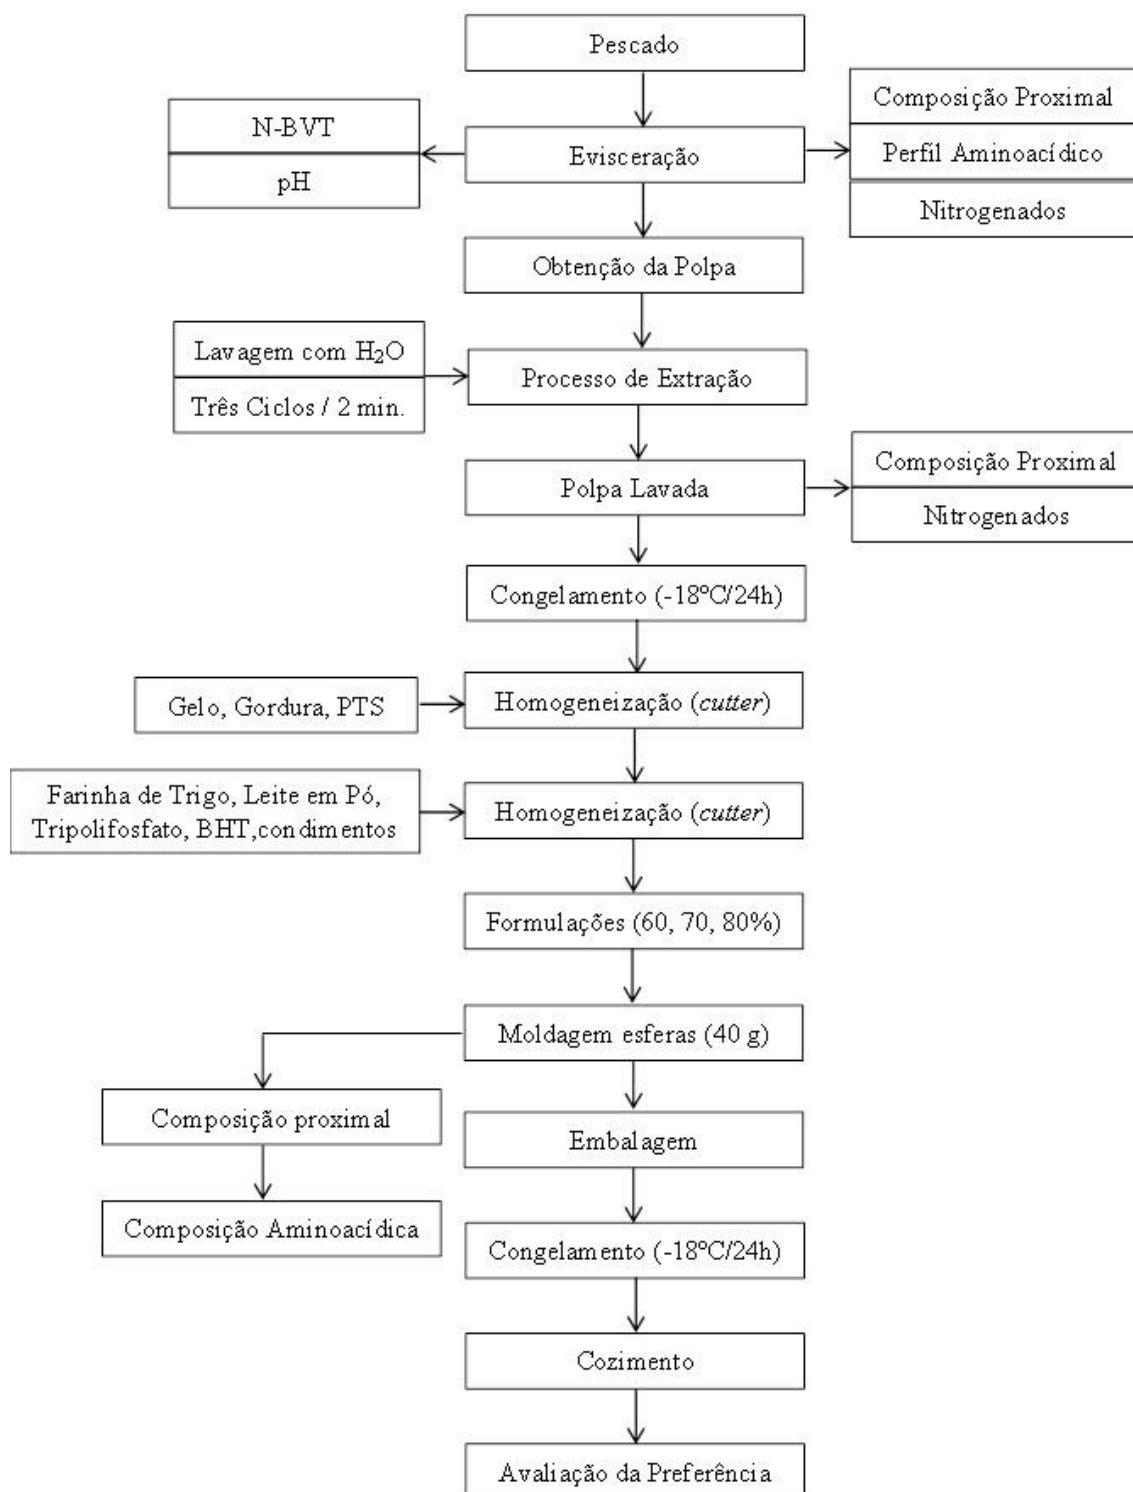 Pescado
N-BVT
pH
Evisceração
Composição Proximal
Perfil Aminoacídico
Nitrogenados
Obtenção da Polpa
Lavagem com H₂O
Três Ciclos / 2 min.
Processo de Extração
Polpa Lavada
Composição Proximal
Nitrogenados
Congelamento (-18ºC/24h)
Gelo, Gordura, PTS
Homogeneização (cutter)
Farinha de Trigo, Leite em Pó,
Tripolifosfato, BHT,condimentos
Homogeneização (cutter)
Formulações (60, 70, 80%)
Moldagem esferas (40 g)
Composição proximal
Composição Aminoacídica
Embalagem
Congelamento (-18ºC/24h)
Cozimento
Avaliação da Preferência